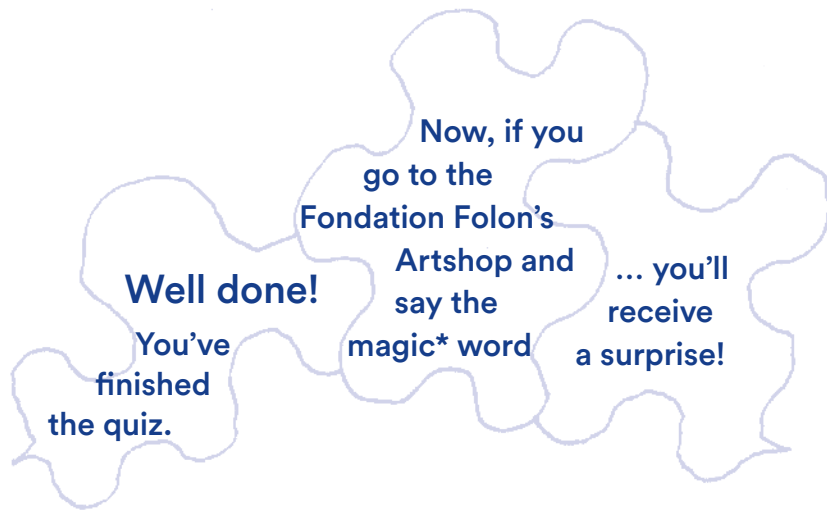 Well done!
You’ve
finished
the quiz.
Now, if you
go to the
Fondation Folon’s
Artshop and
say the
magic* word
... you’ll
receive
a surprise!